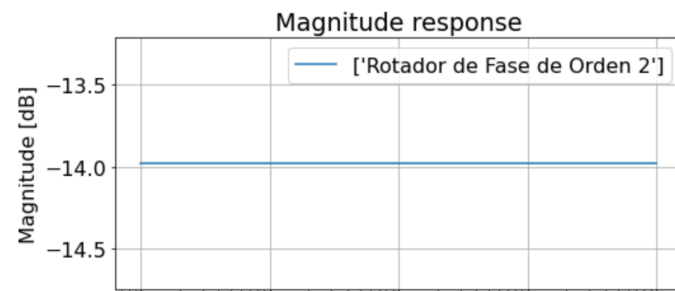 Magnitude response
['Rotador de Fase de Orden 2']
Magnitude [dB]
−13.5
−14.0
−14.5